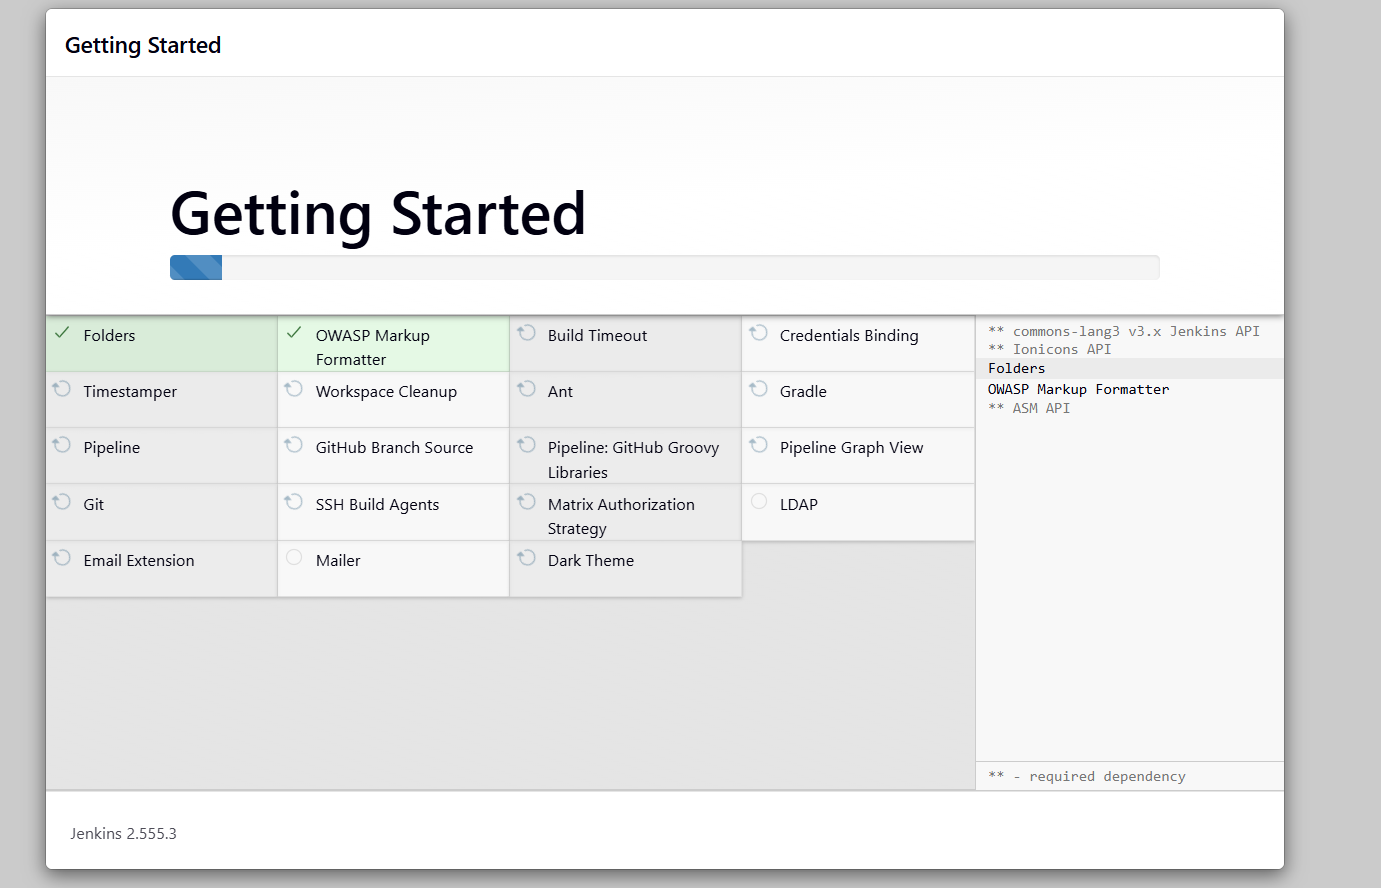 Getting Started
Getting Started
Folders
OWASP Markup
Formatter
Build Timeout
Credentials Binding
Timestamper
Workspace Cleanup
Ant
Gradle
Pipeline
GitHub Branch Source
Pipeline: GitHub Groovy
Libraries
Pipeline Graph View
Git
SSH Build Agents
Matrix Authorization
Strategy
LDAP
Email Extension
Mailer
Dark Theme
** commons-lang3 v3.x Jenkins API
** Ionicons API
Folders
OWASP Markup Formatter
** ASM API
** - required dependency
Jenkins 2.555.3